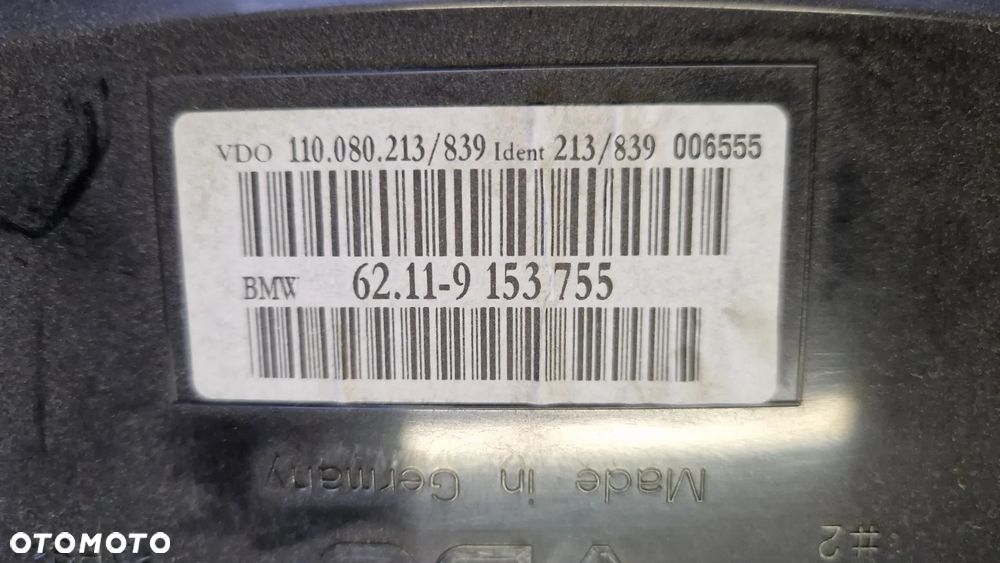 VDO 110.080.213/839 Ident 213/839 006555
BMW 62.11-9 153 755
Made in Germany
#2
OTOMOTO